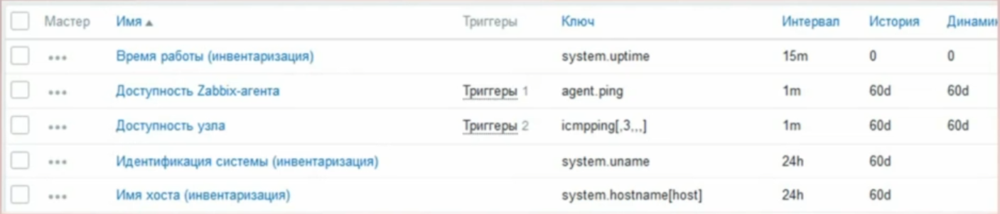 Мастер Имя ▲ Триггеры Ключ Интервал История Динамик
••• Время работы (инвентаризация) system.uptime 15m 0 0
••• Доступность Zabbix-агента Триггеры 1 agent.ping 1m 60d 60d
••• Доступность узла Триггеры 2 icmpping[,3,,,] 1m 60d 60d
••• Идентификация системы (инвентаризация) system.uname 24h 60d
••• Имя хоста (инвентаризация) system.hostname[host] 24h 60d